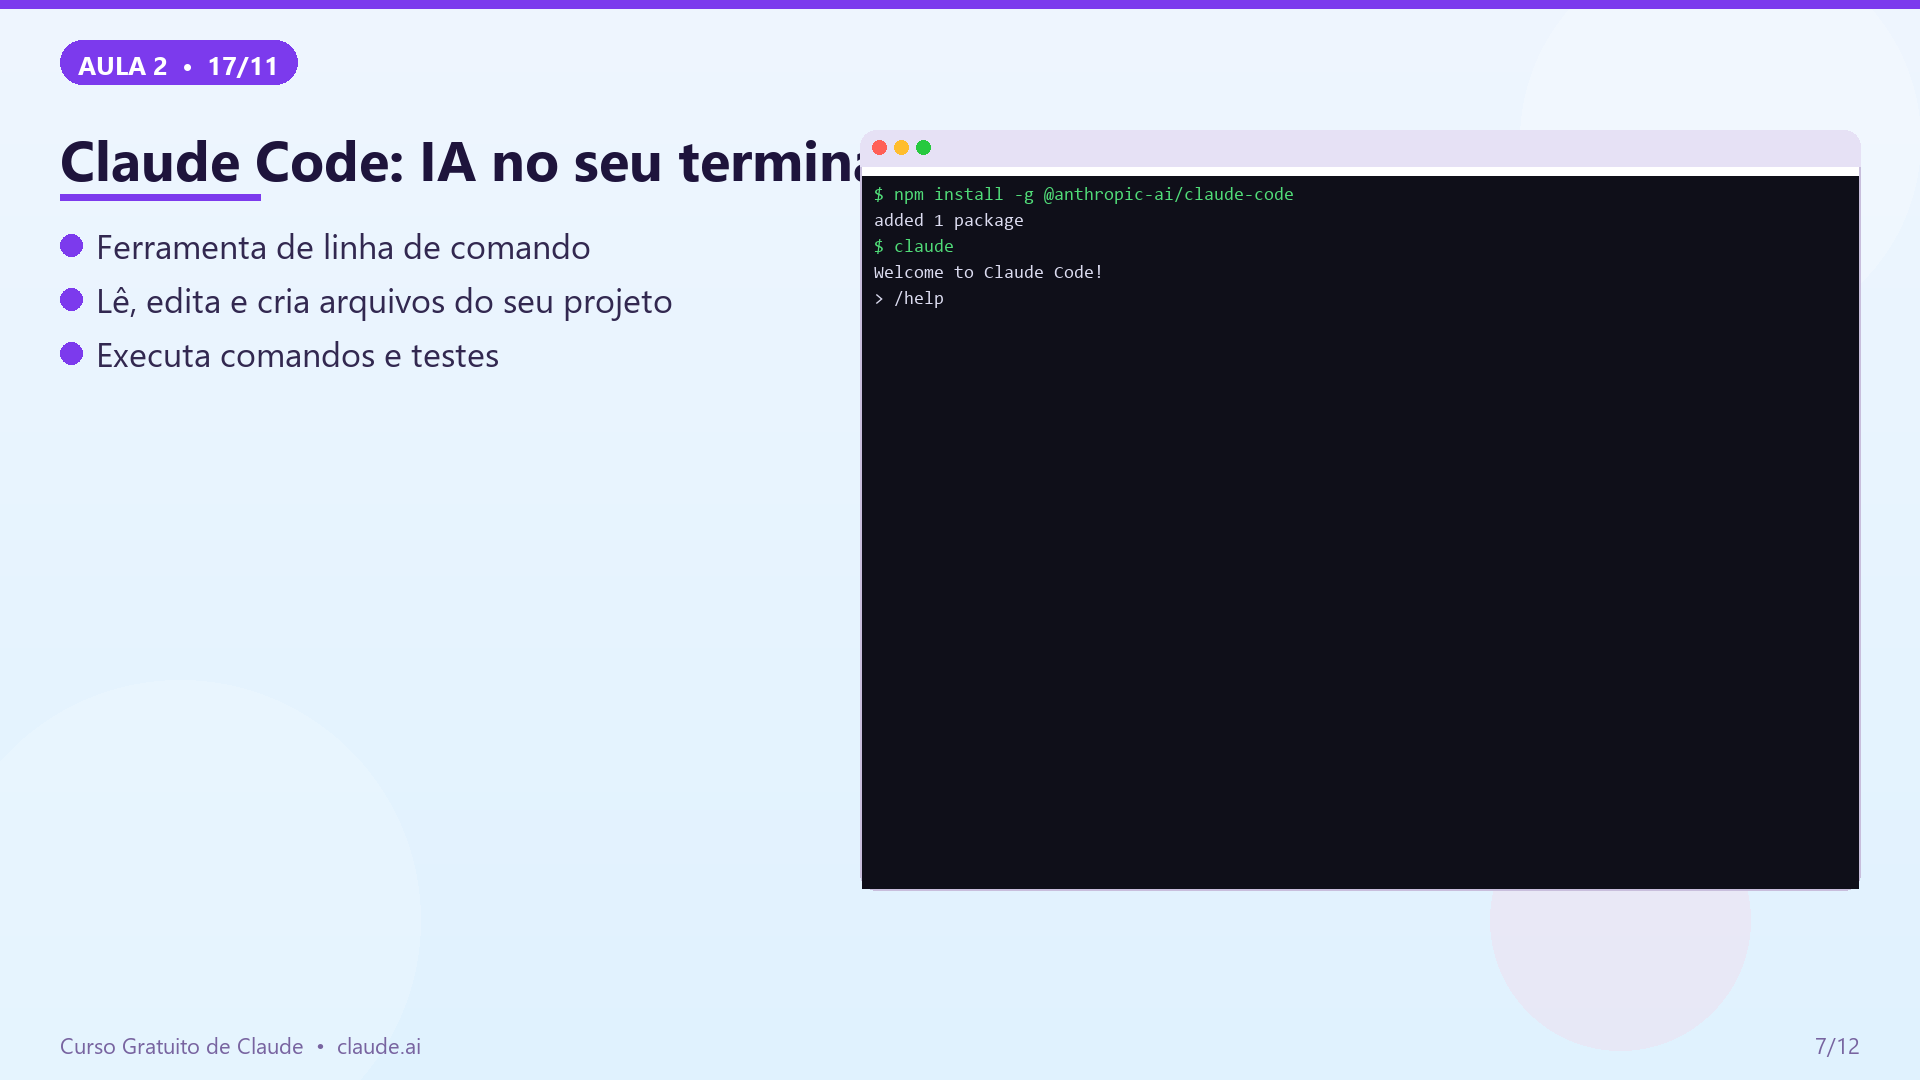 AULA 2 • 17/11
Claude Code: IA no seu termina
Ferramenta de linha de comando
Lê, edita e cria arquivos do seu projeto
Executa comandos e testes
$ npm install -g @anthropic-ai/claude-code
added 1 package
$ claude
Welcome to Claude Code!
> /help
Curso Gratuito de Claude • claude.ai
7/12